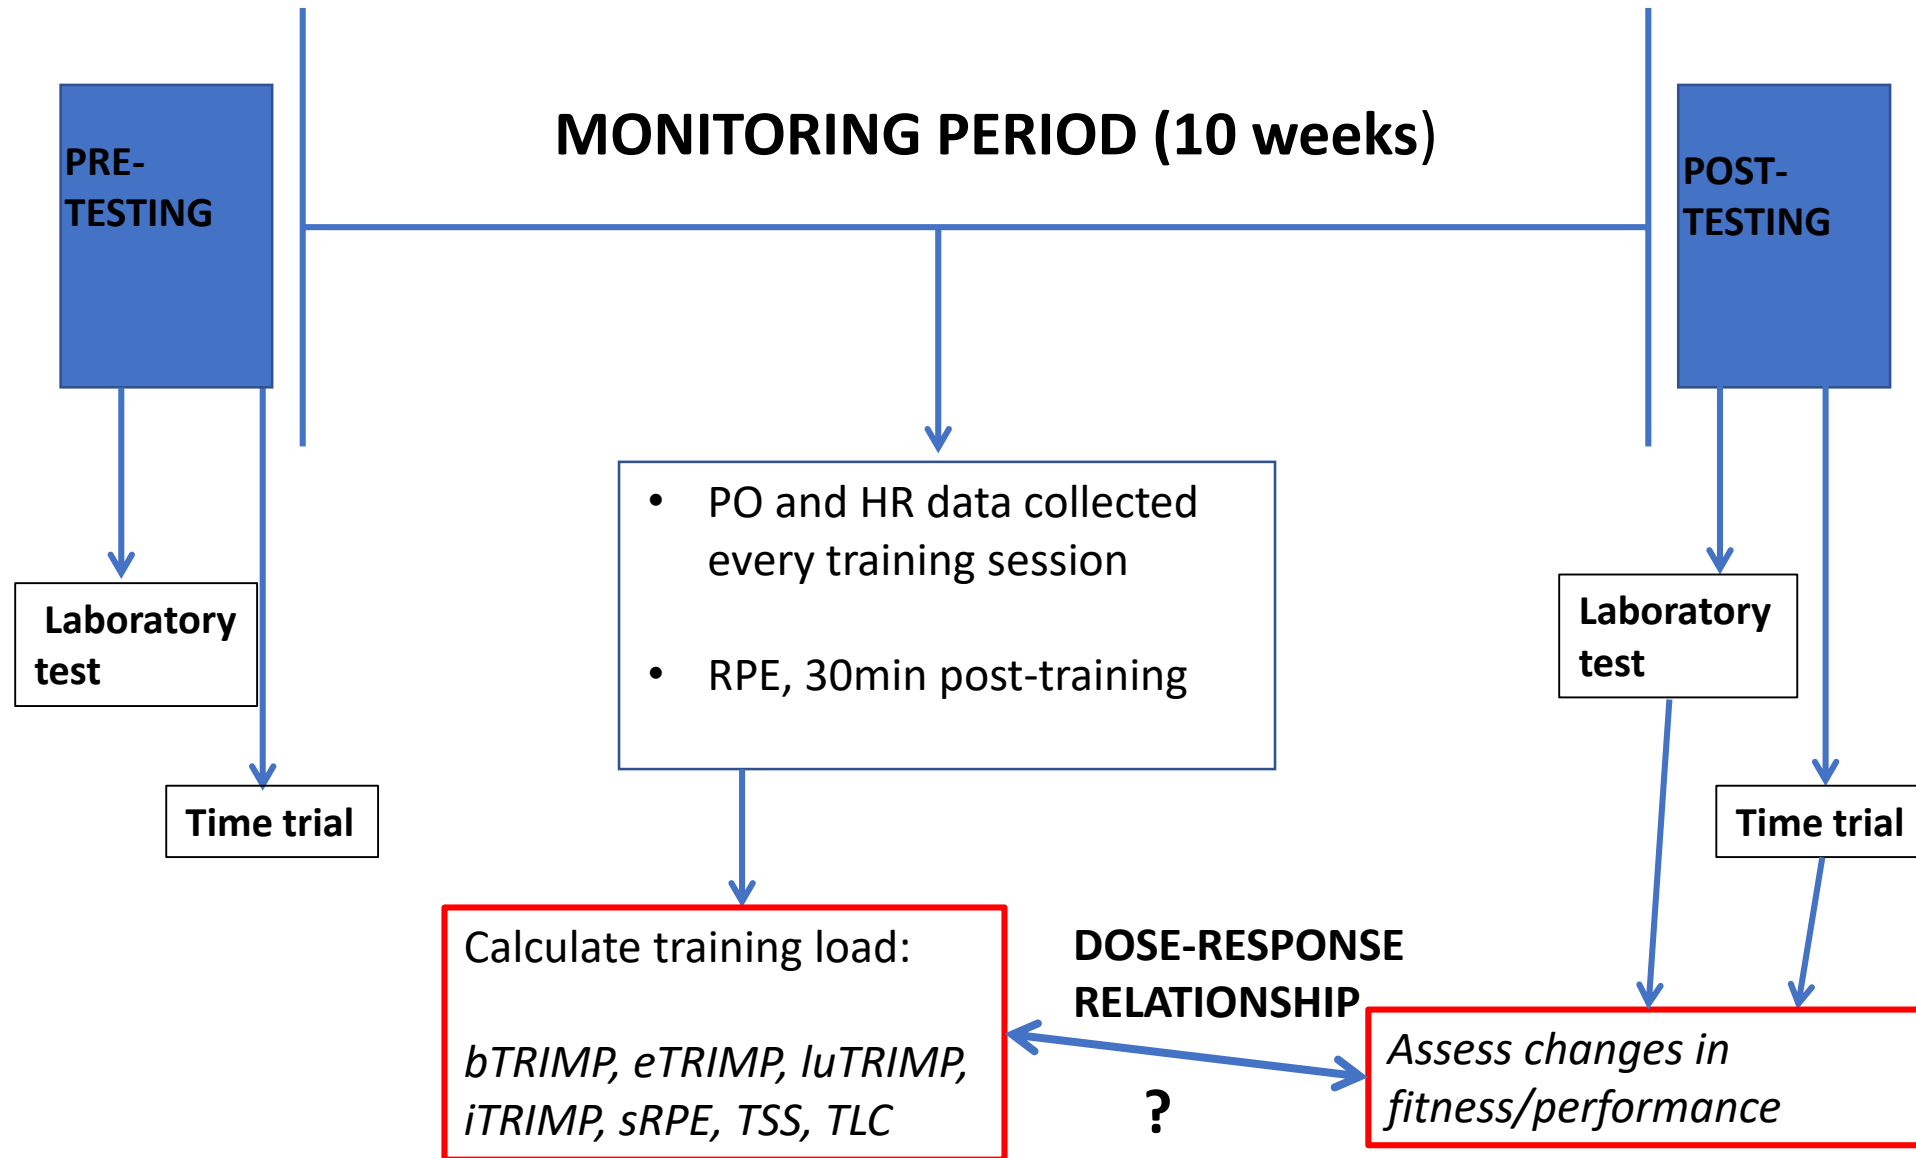 MONITORING PERIOD (10 weeks)
PRE-
TESTING
POST-
TESTING
• PO and HR data collected
every training session
• RPE, 30min post-training
Laboratory
test
Time trial
Laboratory
test
Time trial
Calculate training load:
bTRIMP, eTRIMP, luTRIMP,
iTRIMP, sRPE, TSS, TLC
DOSE-RESPONSE
RELATIONSHIP
?
Assess changes in
fitness/performance